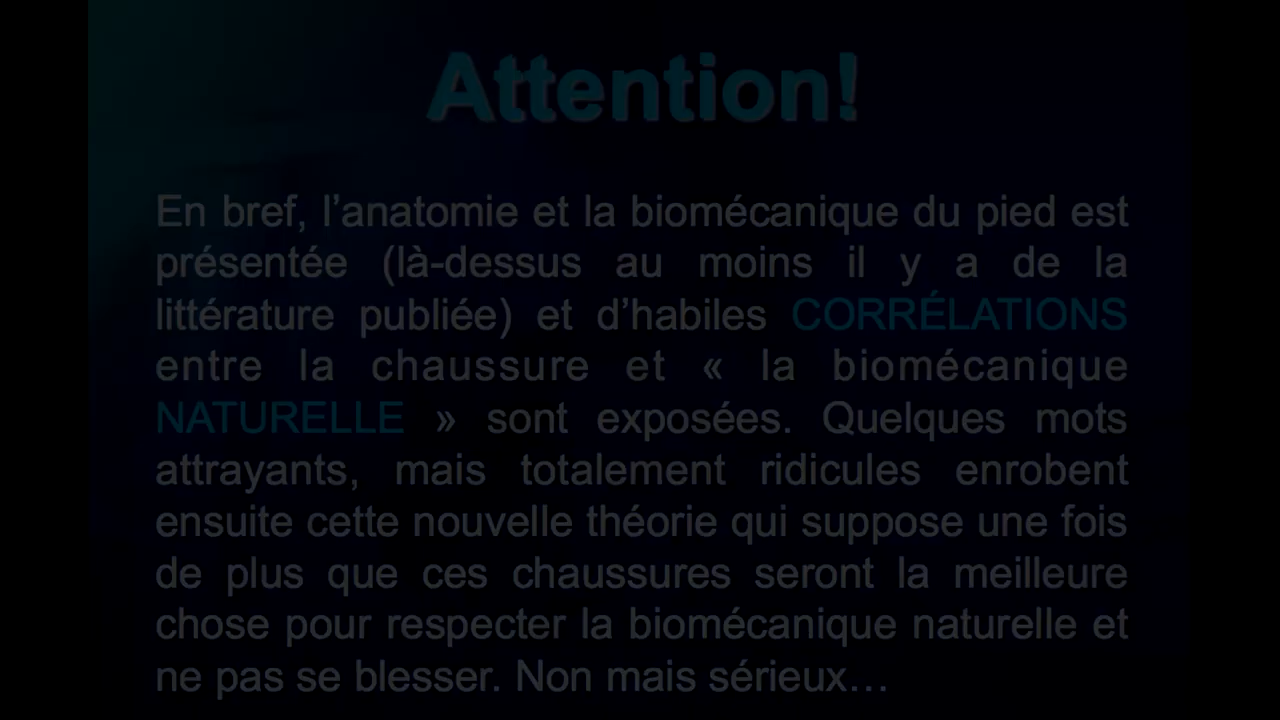 Attention!
En bref, l’anatomie et la biomécanique du pied est
présentée (là-dessus au moins il y a de la
littérature publiée) et d’habiles CORRÉLATIONS
entre la chaussure et « la biomécanique
NATURELLE » sont exposées. Quelques mots
attrayants, mais totalement ridicules enrobent
ensuite cette nouvelle théorie qui suppose une fois
de plus que ces chaussures seront la meilleure
chose pour respecter la biomécanique naturelle et
ne pas se blesser. Non mais sérieux…